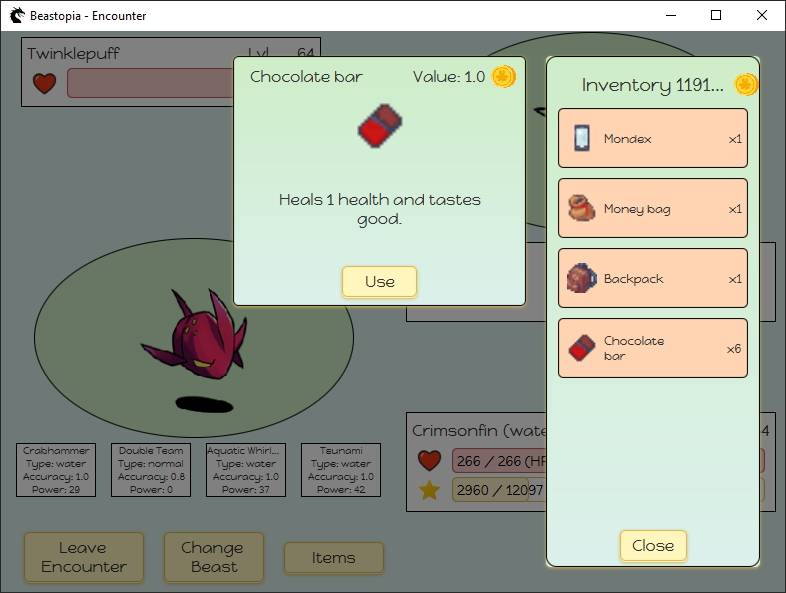 Beastopia - Encounter
Twinklepuff
Lvl 64
Chocolate bar
Value: 1.0
Heals 1 health and tastes
good.
Use
Inventory 1191...
Mondex
x1
Money bag
x1
Backpack
x1
Chocolate
bar
x6
Close
Crabhammer
Type: water
Accuracy: 1.0
Power: 29
Double Team
Type: normal
Accuracy: 0.8
Power: 0
Aquatic Whirl...
Type: water
Accuracy: 1.0
Power: 37
Tsunami
Type: water
Accuracy: 1.0
Power: 42
Crimsonfin (wate
4
266 / 266 (HP
2960 / 12097
Leave
Encounter
Change
Beast
Items